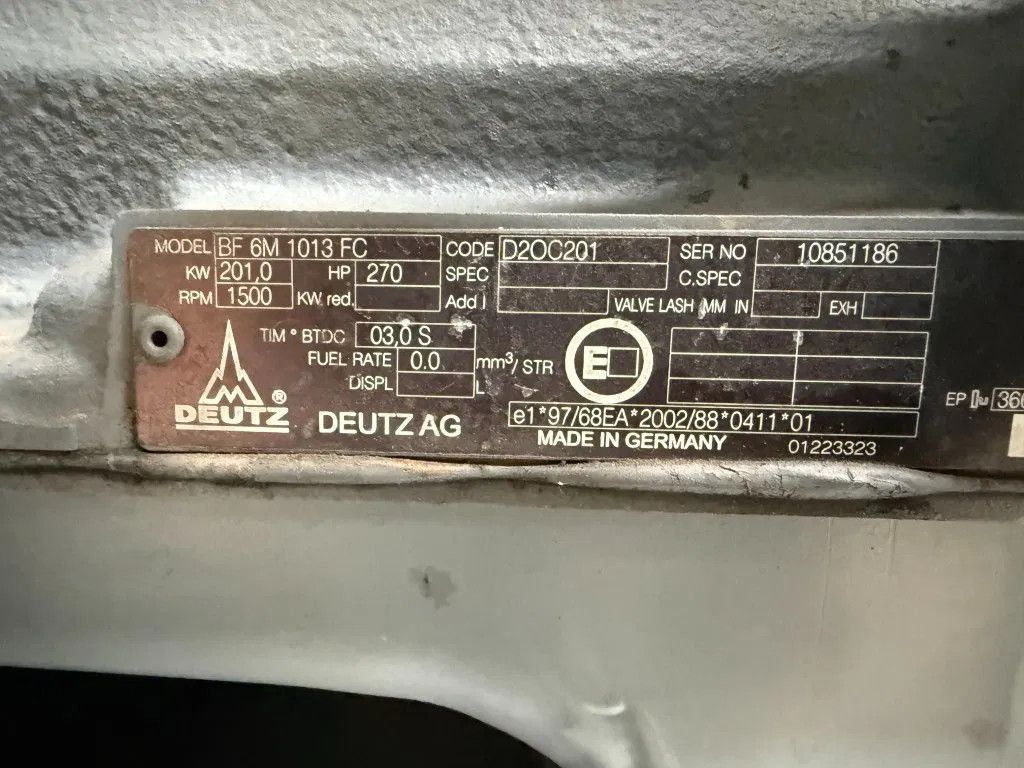 MODEL BF 6M 1013 FC CODE D2OC201 SER NO 10851186
KW 201.0 HP 270 SPEC C.SPEC
RPM 1500 KW red. Add l VALVE LASH MM IN EXH
TIM ° BTDC 03,0 S
FUEL RATE 0.0 mm³/ STR
DISPL L
E
DEUTZ ® DEUTZ AG
e1*97/68EA*2002/88*0411*01
EP 366
MADE IN GERMANY 01223323